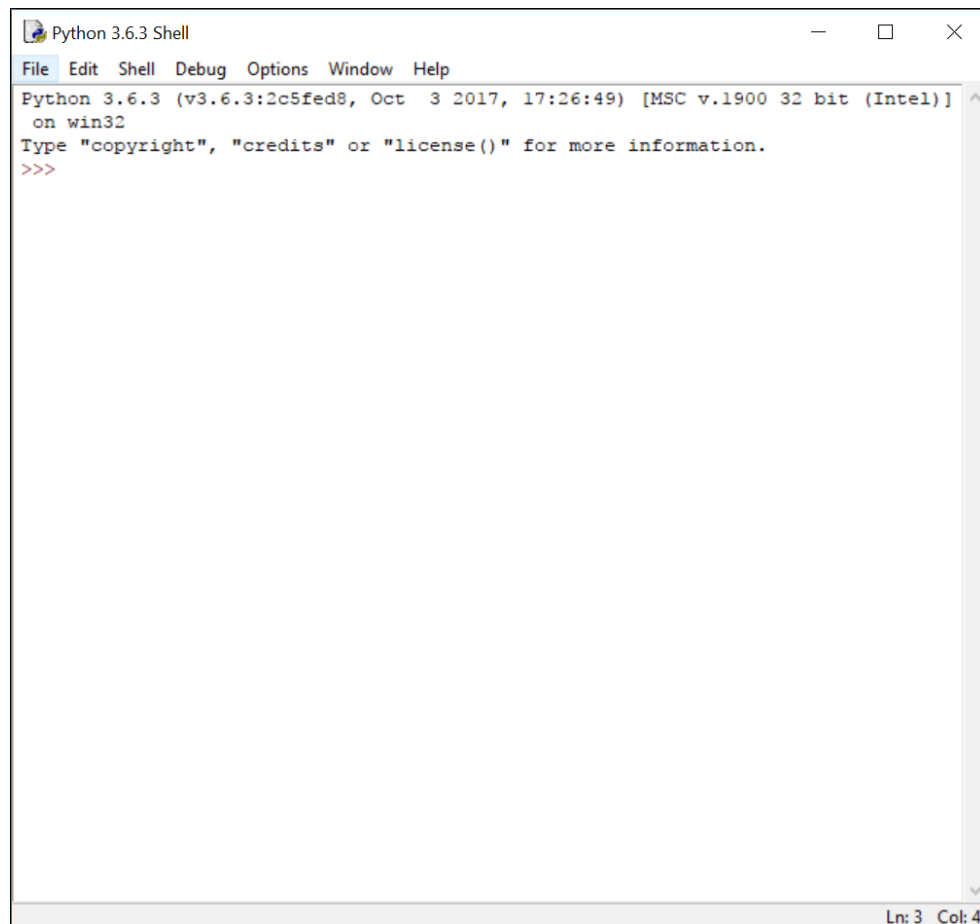 Python 3.6.3 Shell
File Edit Shell Debug Options Window Help
Python 3.6.3 (v3.6.3:2c5fed8, Oct  3 2017, 17:26:49) [MSC v.1900 32 bit (Intel)]
 on win32
Type "copyright", "credits" or "license()" for more information.
>>>
Ln: 3 Col: 4